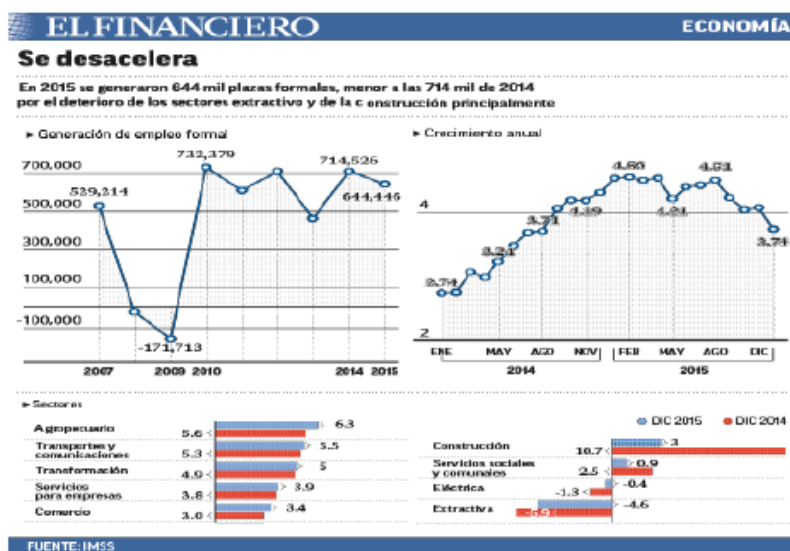 EL FINANCIERO
ECONOMÍA
Se desacelera
En 2015 se generaron 644 mil plazas formales, menor a las 714 mil de 2014
por el deterioro de los sectores extractivo y de la c onstrucción principalmente
▸ Generación de empleo formal
732,379
714,526
700,000
529,214
644,446
500,000
300,000
100,000
-100,000
-171,713
2007 2009 2010 2014 2015
▸ Crecimiento anual
4.51
4
3.71
4.19
4.21
3.24
3.71
2.74
2
ENE MAY AGO NOV FEB MAY AGO DIC
2014 2015
▸ Sectores
DIC 2015 DIC 2014
Agropecuario 5.6 6.3
Transportes y
comunicaciones 5.3 5.5
Transformación 4.9 5
Servicios
para empresas 3.8 3.9
Comercio 3.0 3.4
Construcción 10.7 3
Servicios sociales
y comunales 2.5 0.9
Eléctrica -1.3 -0.4
Extractiva -4.6
FUENTE: IMSS